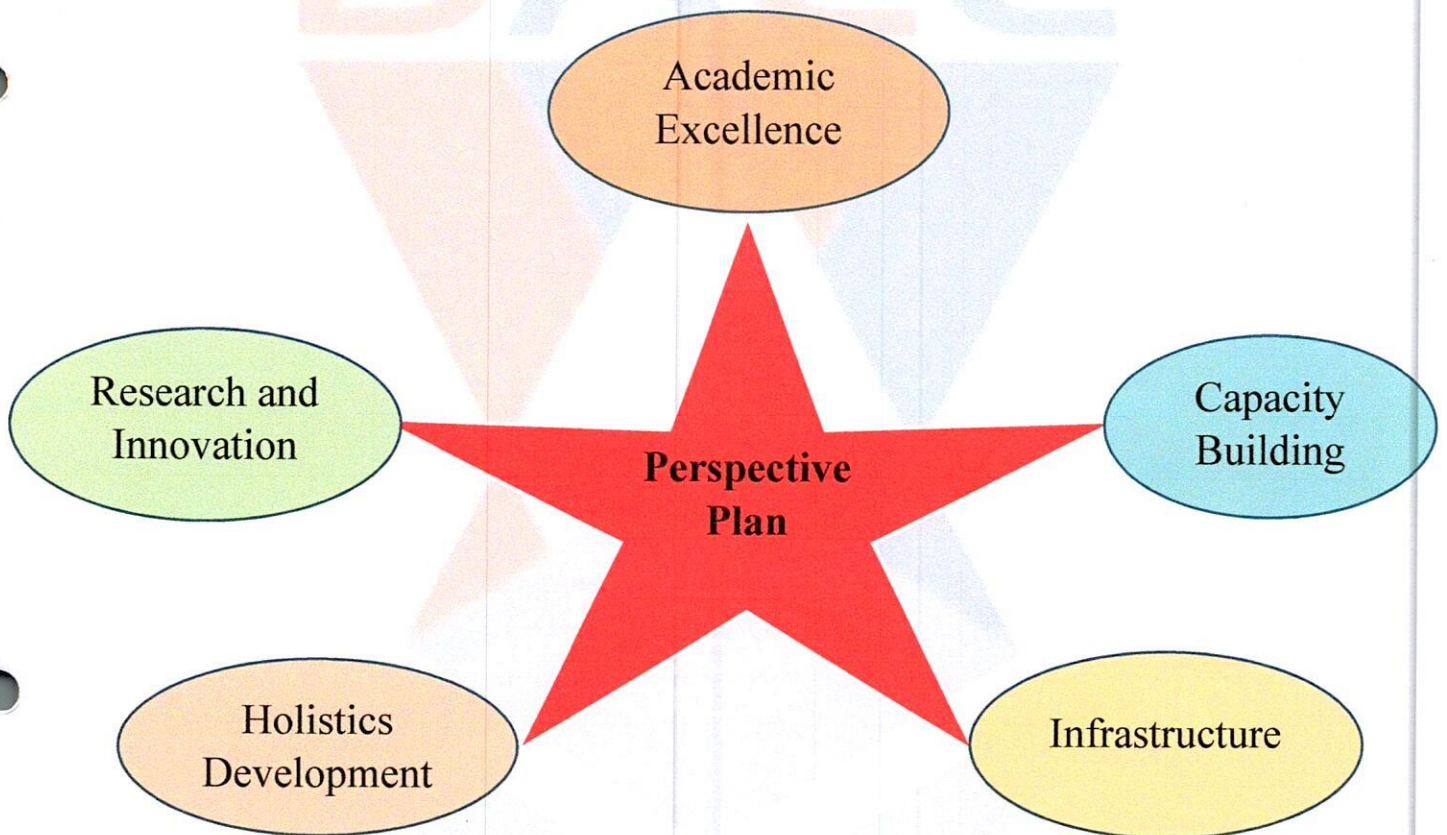 Academic
Excellence
Research and
Innovation
Capacity
Building
Perspective
Plan
Holistics
Development
Infrastructure